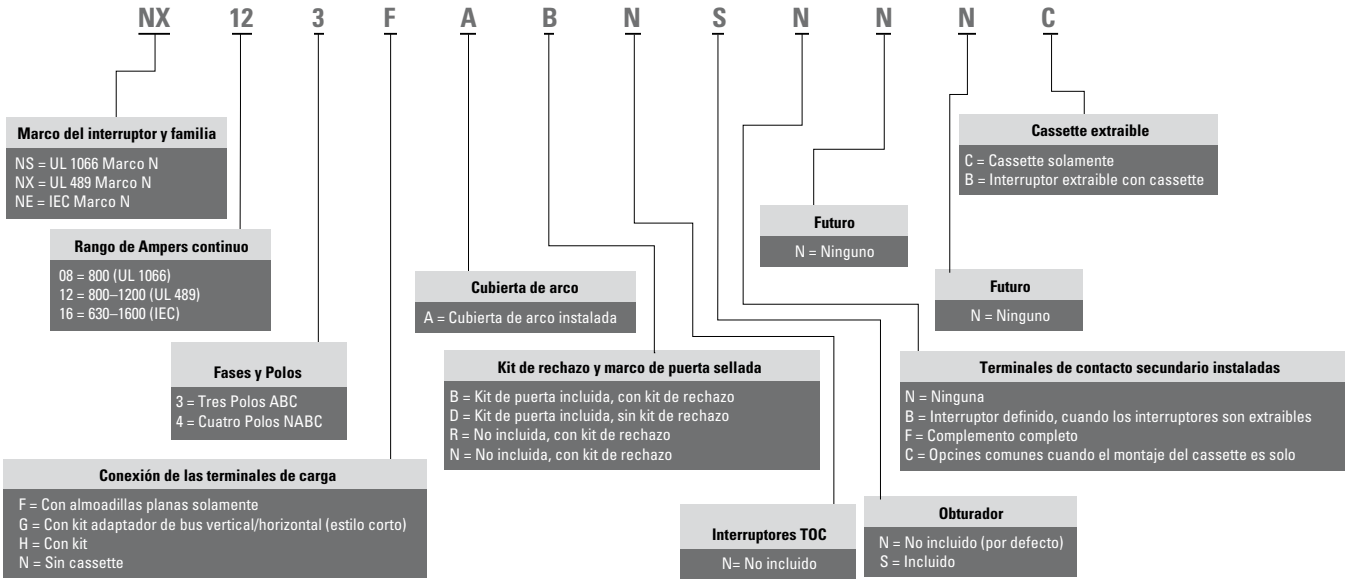 NX 12 3 F A B N S N N N C
Marco del interruptor y familia
NS = UL 1066 Marco N
NX = UL 489 Marco N
NE = IEC Marco N
Rango de Ampers continuo
08 = 800 (UL 1066)
12 = 800–1200 (UL 489)
16 = 630–1600 (IEC)
Fases y Polos
3 = Tres Polos ABC
4 = Cuatro Polos NABC
Conexión de las terminales de carga
F = Con almoadillas planas solamente
G = Con kit adaptador de bus vertical/horizontal (estilo corto)
H = Con kit
N = Sin cassette
Cubierta de arco
A = Cubierta de arco instalada
Kit de rechazo y marco de puerta sellada
B = Kit de puerta incluida, con kit de rechazo
D = Kit de puerta incluida, sin kit de rechazo
R = No incluida, con kit de rechazo
N = No incluida, con kit de rechazo
Interruptores TOC
N= No incluido
Obturador
N = No incluido (por defecto)
S = Incluido
Terminales de contacto secundario instaladas
N = Ninguna
B = Interruptor definido, cuando los interruptores son extraibles
F = Complemento completo
C = Opcines comunes cuando el montaje del cassette es solo
Futuro
N = Ninguno
Futuro
N = Ninguno
Cassette extraible
C = Cassette solamente
B = Interruptor extraible con cassette